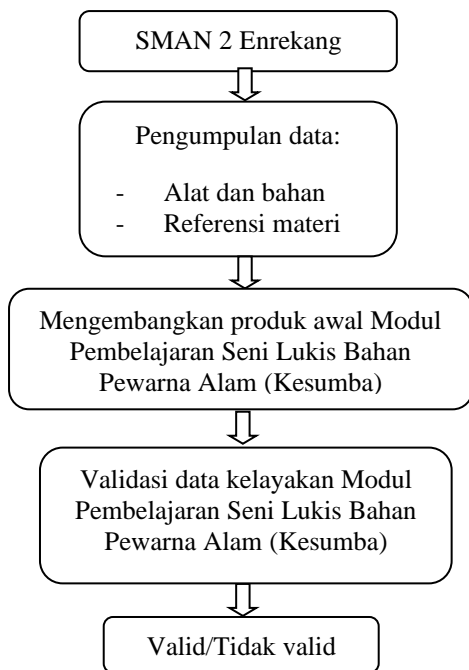 SMAN 2 Enrekang
Pengumpulan data:
- Alat dan bahan
- Referensi materi
Mengembangkan produk awal Modul
Pembelajaran Seni Lukis Bahan
Pewarna Alam (Kesumba)
Validasi data kelayakan Modul
Pembelajaran Seni Lukis Bahan
Pewarna Alam (Kesumba)
Valid/Tidak valid